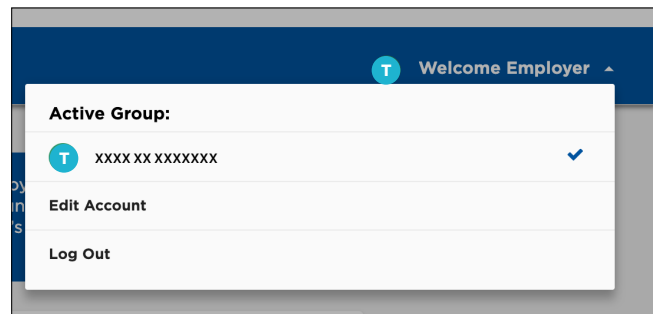 T Welcome Employer
Active Group:
T XXXX XX XXXXXXX
Edit Account
Log Out